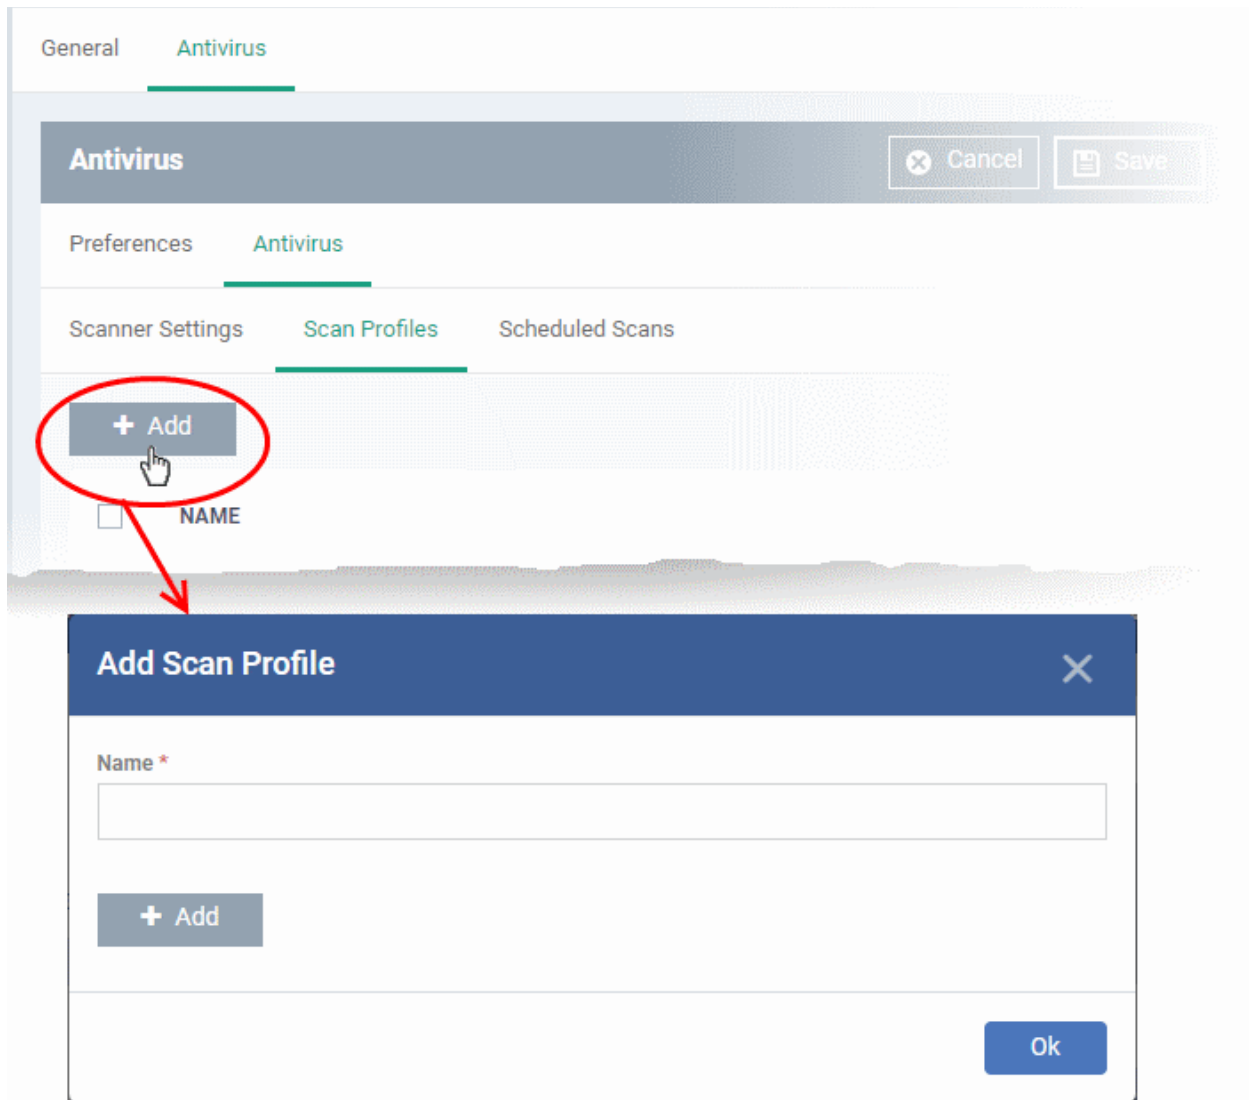 General Antivirus
Antivirus Cancel Save
Preferences Antivirus
Scanner Settings Scan Profiles Scheduled Scans
+ Add
NAME
Add Scan Profile
Name *
+ Add
Ok